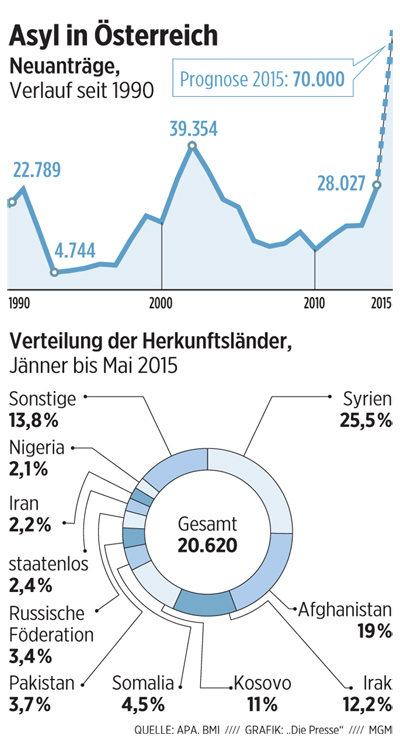 Asyl in Österreich
Neuanträge,
Verlauf seit 1990
Prognose 2015: 70.000
39.354
22.789
28.027
4.744
1990
2000
2010
2015
Verteilung der Herkunftsländer,
Jänner bis Mai 2015
Sonstige
13,8%
Syrien
25,5%
Nigeria
2,1%
Iran
2,2%
staatenlos
2,4%
Russische
Föderation
3,4%
Pakistan
3,7%
Somalia
4,5%
Kosovo
11%
Irak
12,2%
Afghanistan
19%
Gesamt
20.620
QUELLE: APA, BMI //// GRAFIK: „Die Presse“ //// MGM